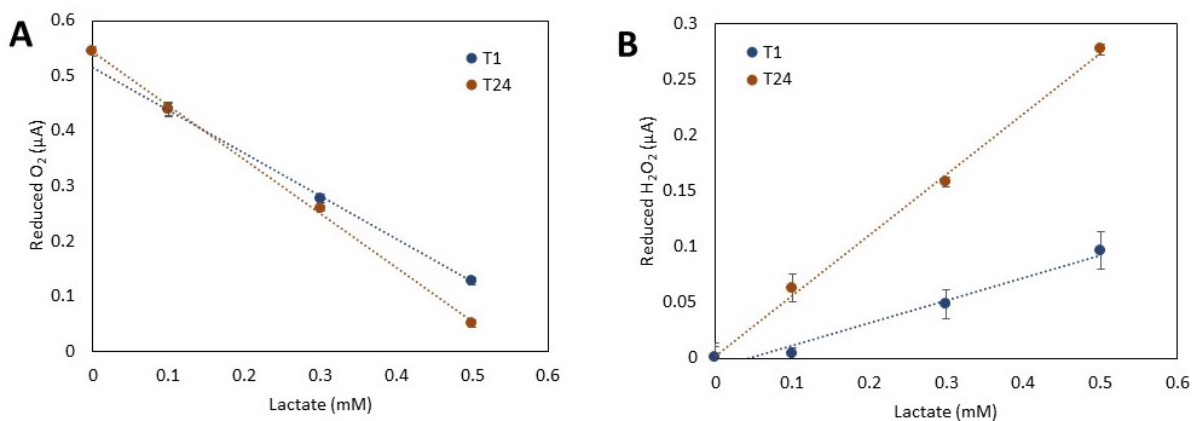 A
Reduced O₂ (µA)
0.6
0.5
0.4
0.3
0.2
0.1
0
T1
T24
0 0.1 0.2 0.3 0.4 0.5 0.6
Lactate (mM)
B
Reduced H₂O₂ (µA)
0.3
0.25
0.2
0.15
0.1
0.05
0
T1
T24
0 0.1 0.2 0.3 0.4 0.5 0.6
Lactate (mM)